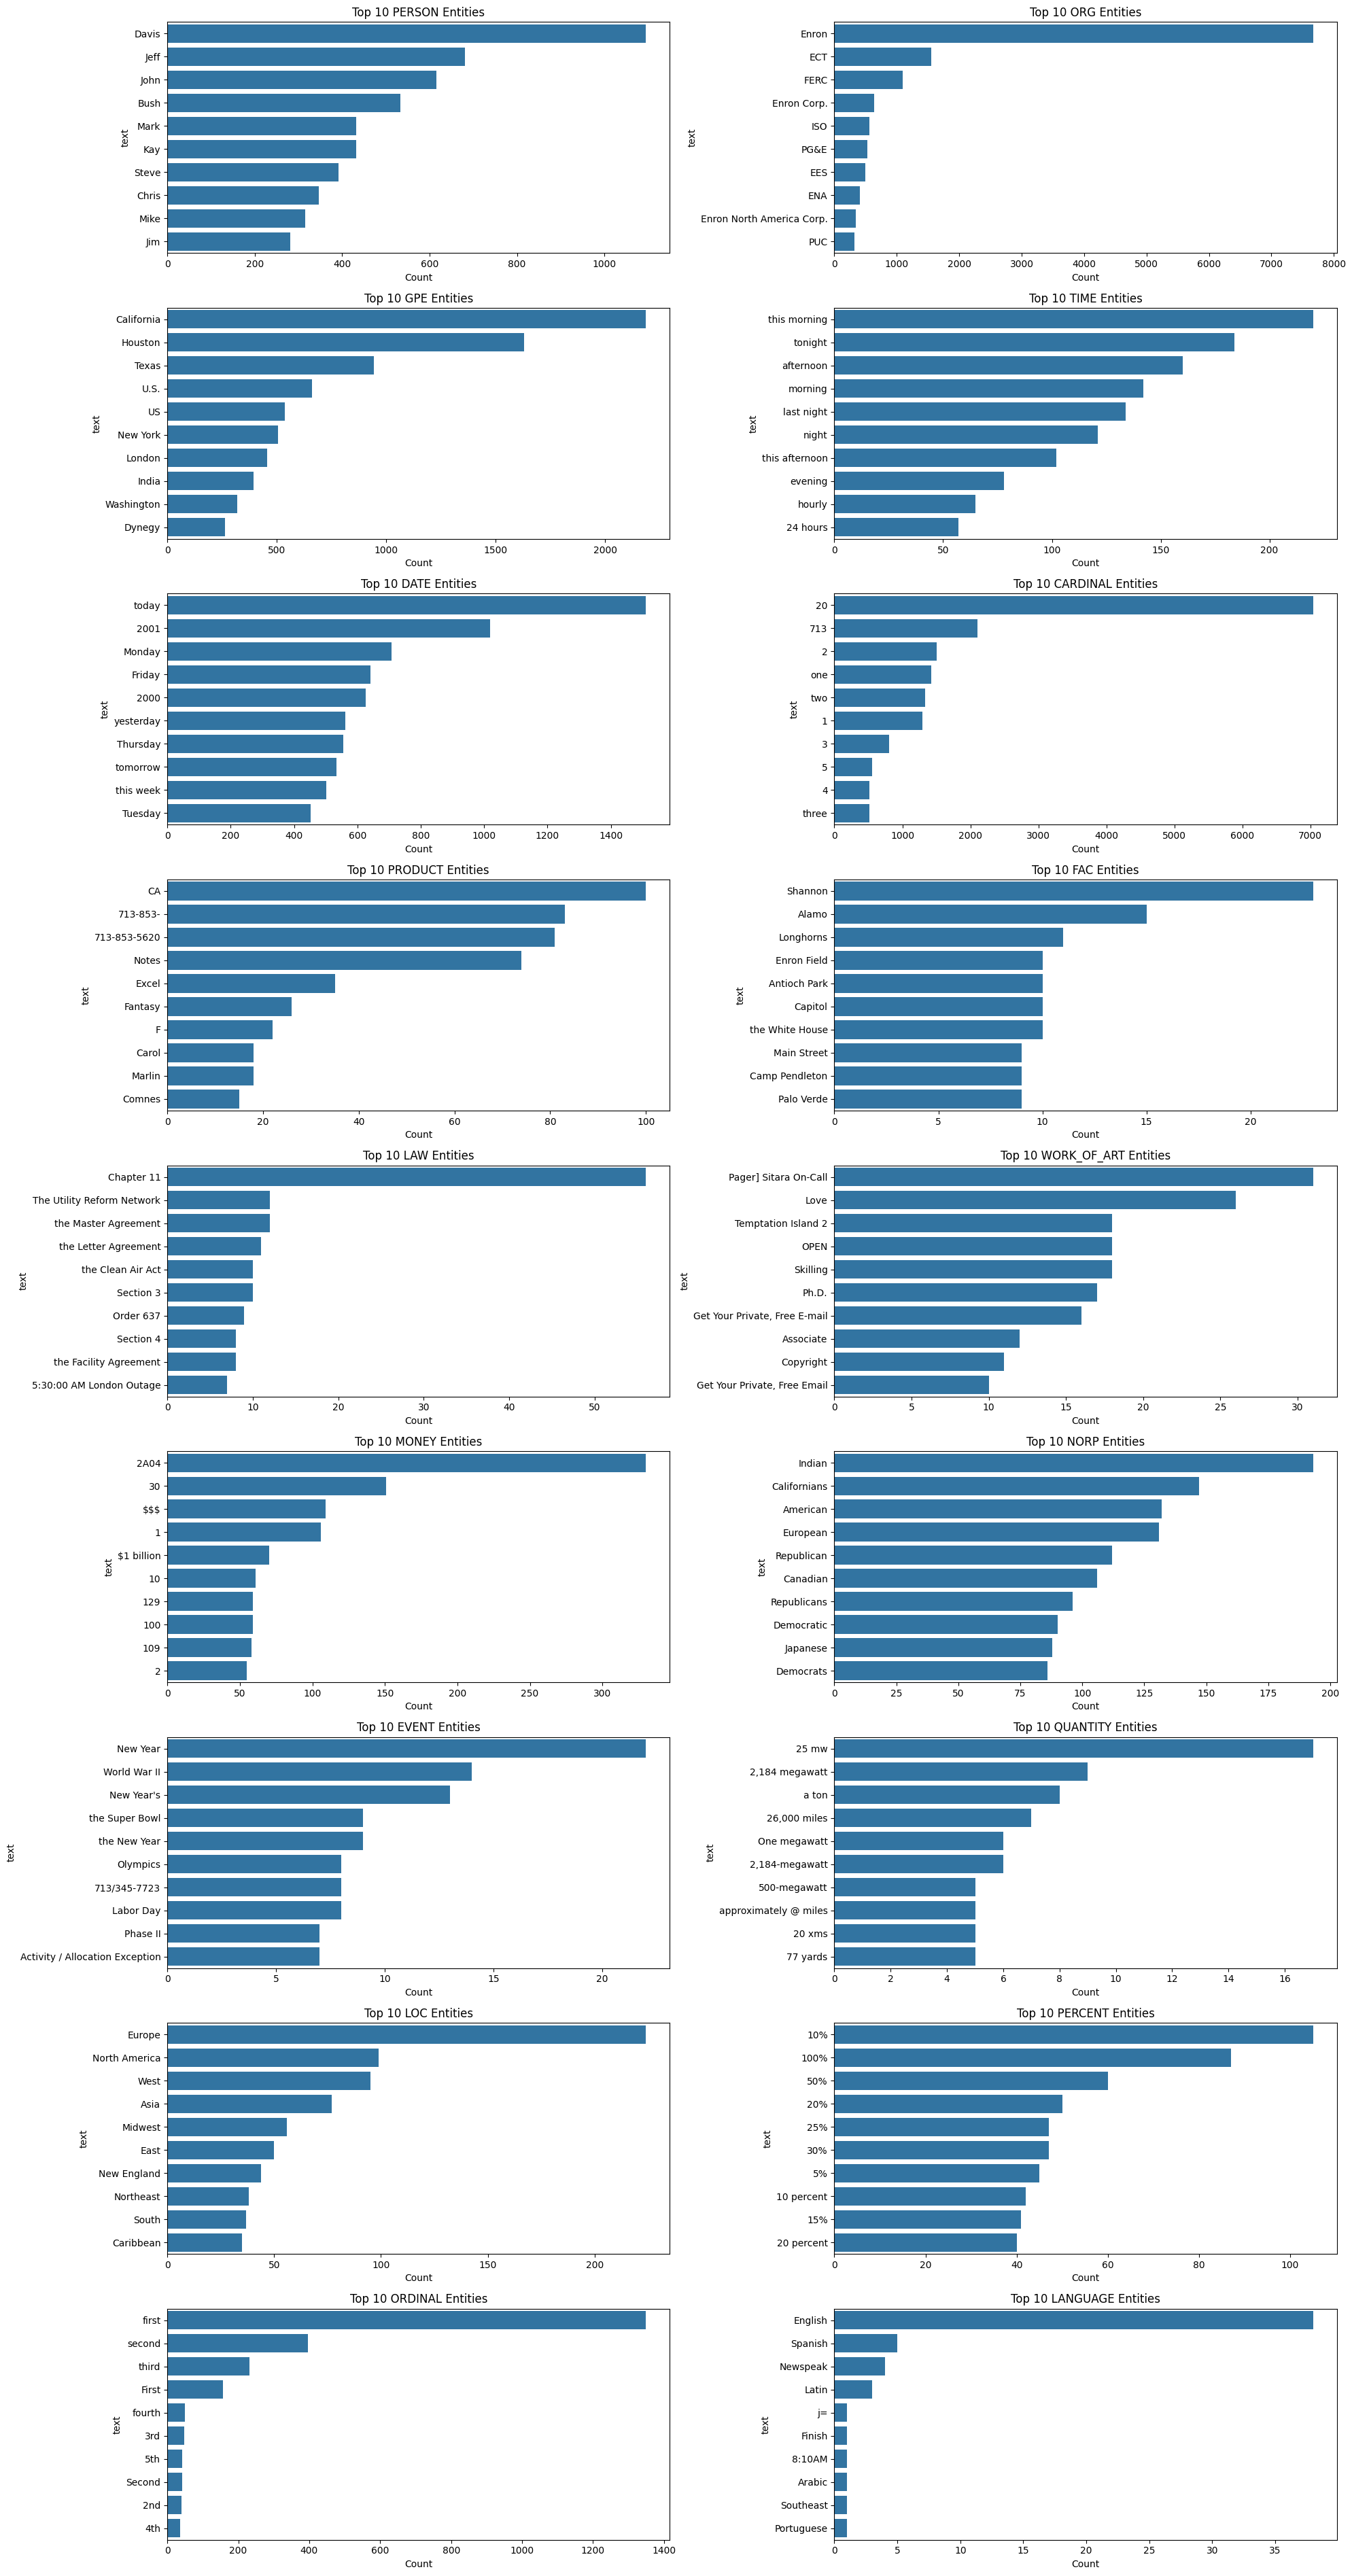 Top 10 PERSON Entities
Davis
Jeff
John
Bush
Mark
Kay
Steve
Chris
Mike
Jim
text
0 200 400 600 800 1000
Count
Top 10 ORG Entities
Enron
ECT
FERC
Enron Corp.
ISO
PG&E
EES
ENA
Enron North America Corp.
PUC
text
0 1000 2000 3000 4000 5000 6000 7000 8000
Count
Top 10 GPE Entities
California
Houston
Texas
U.S.
US
New York
London
India
Washington
Dynegy
text
0 500 1000 1500 2000
Count
Top 10 TIME Entities
this morning
tonight
afternoon
morning
last night
night
this afternoon
evening
hourly
24 hours
text
0 50 100 150 200
Count
Top 10 DATE Entities
today
2001
Monday
Friday
2000
yesterday
Thursday
tomorrow
this week
Tuesday
text
0 200 400 600 800 1000 1200 1400
Count
Top 10 CARDINAL Entities
20
713
2
one
two
1
3
5
4
three
text
0 1000 2000 3000 4000 5000 6000 7000
Count
Top 10 PRODUCT Entities
CA
713-853-
713-853-5620
Notes
Excel
Fantasy
F
Carol
Marlin
Comnes
text
0 20 40 60 80 100
Count
Top 10 FAC Entities
Shannon
Alamo
Longhorns
Enron Field
Antioch Park
Capitol
the White House
Main Street
Camp Pendleton
Palo Verde
text
0 5 10 15 20
Count
Top 10 LAW Entities
Chapter 11
The Utility Reform Network
the Master Agreement
the Letter Agreement
the Clean Air Act
Section 3
Order 637
Section 4
the Facility Agreement
5:30:00 AM London Outage
text
0 10 20 30 40 50
Count
Top 10 WORK_OF_ART Entities
Pager] Sitara On-Call
Love
Temptation Island 2
OPEN
Skilling
Ph.D.
Get Your Private, Free E-mail
Associate
Copyright
Get Your Private, Free Email
text
0 5 10 15 20 25 30
Count
Top 10 MONEY Entities
2A04
30
$$$
1
$1 billion
10
129
100
109
2
text
0 50 100 150 200 250 300
Count
Top 10 NORP Entities
Indian
Californians
American
European
Republican
Canadian
Republicans
Democratic
Japanese
Democrats
text
0 25 50 75 100 125 150 175 200
Count
Top 10 EVENT Entities
New Year
World War II
New Year's
the Super Bowl
the New Year
Olympics
713/345-7723
Labor Day
Phase II
Activity / Allocation Exception
text
0 5 10 15 20
Count
Top 10 QUANTITY Entities
25 mw
2,184 megawatt
a ton
26,000 miles
One megawatt
2,184-megawatt
500-megawatt
approximately @ miles
20 xms
77 yards
text
0 2 4 6 8 10 12 14 16
Count
Top 10 LOC Entities
Europe
North America
West
Asia
Midwest
East
New England
Northeast
South
Caribbean
text
0 50 100 150 200
Count
Top 10 PERCENT Entities
10%
100%
50%
20%
25%
30%
5%
10 percent
15%
20 percent
text
0 20 40 60 80 100
Count
Top 10 ORDINAL Entities
first
second
third
First
fourth
3rd
5th
Second
2nd
4th
text
0 200 400 600 800 1000 1200 1400
Count
Top 10 LANGUAGE Entities
English
Spanish
Newspeak
Latin
j=
Finish
8:10AM
Arabic
Southeast
Portuguese
text
0 5 10 15 20 25 30 35
Count